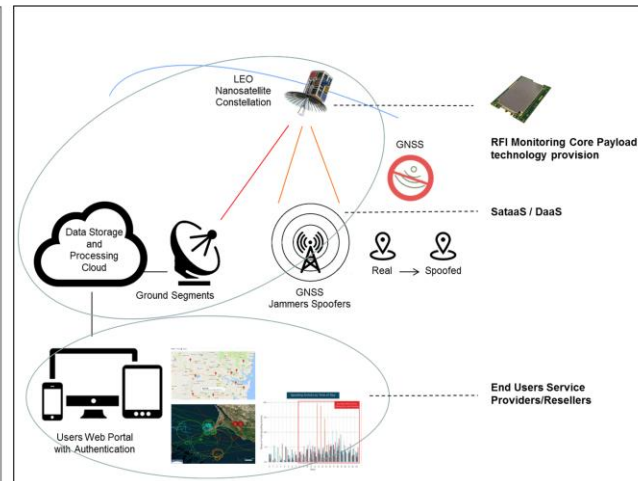 LEO
Nanosatellite
Constellation
RFI Monitoring Core Payload
technology provision
GNSS
SataaS / DaaS
Data Storage
and
Processing
Cloud
Ground Segments
GNSS
Jammers Spoofers
Real
Spoofed
End Users Service
Providers/Resellers
Users Web Portal
with Authentication